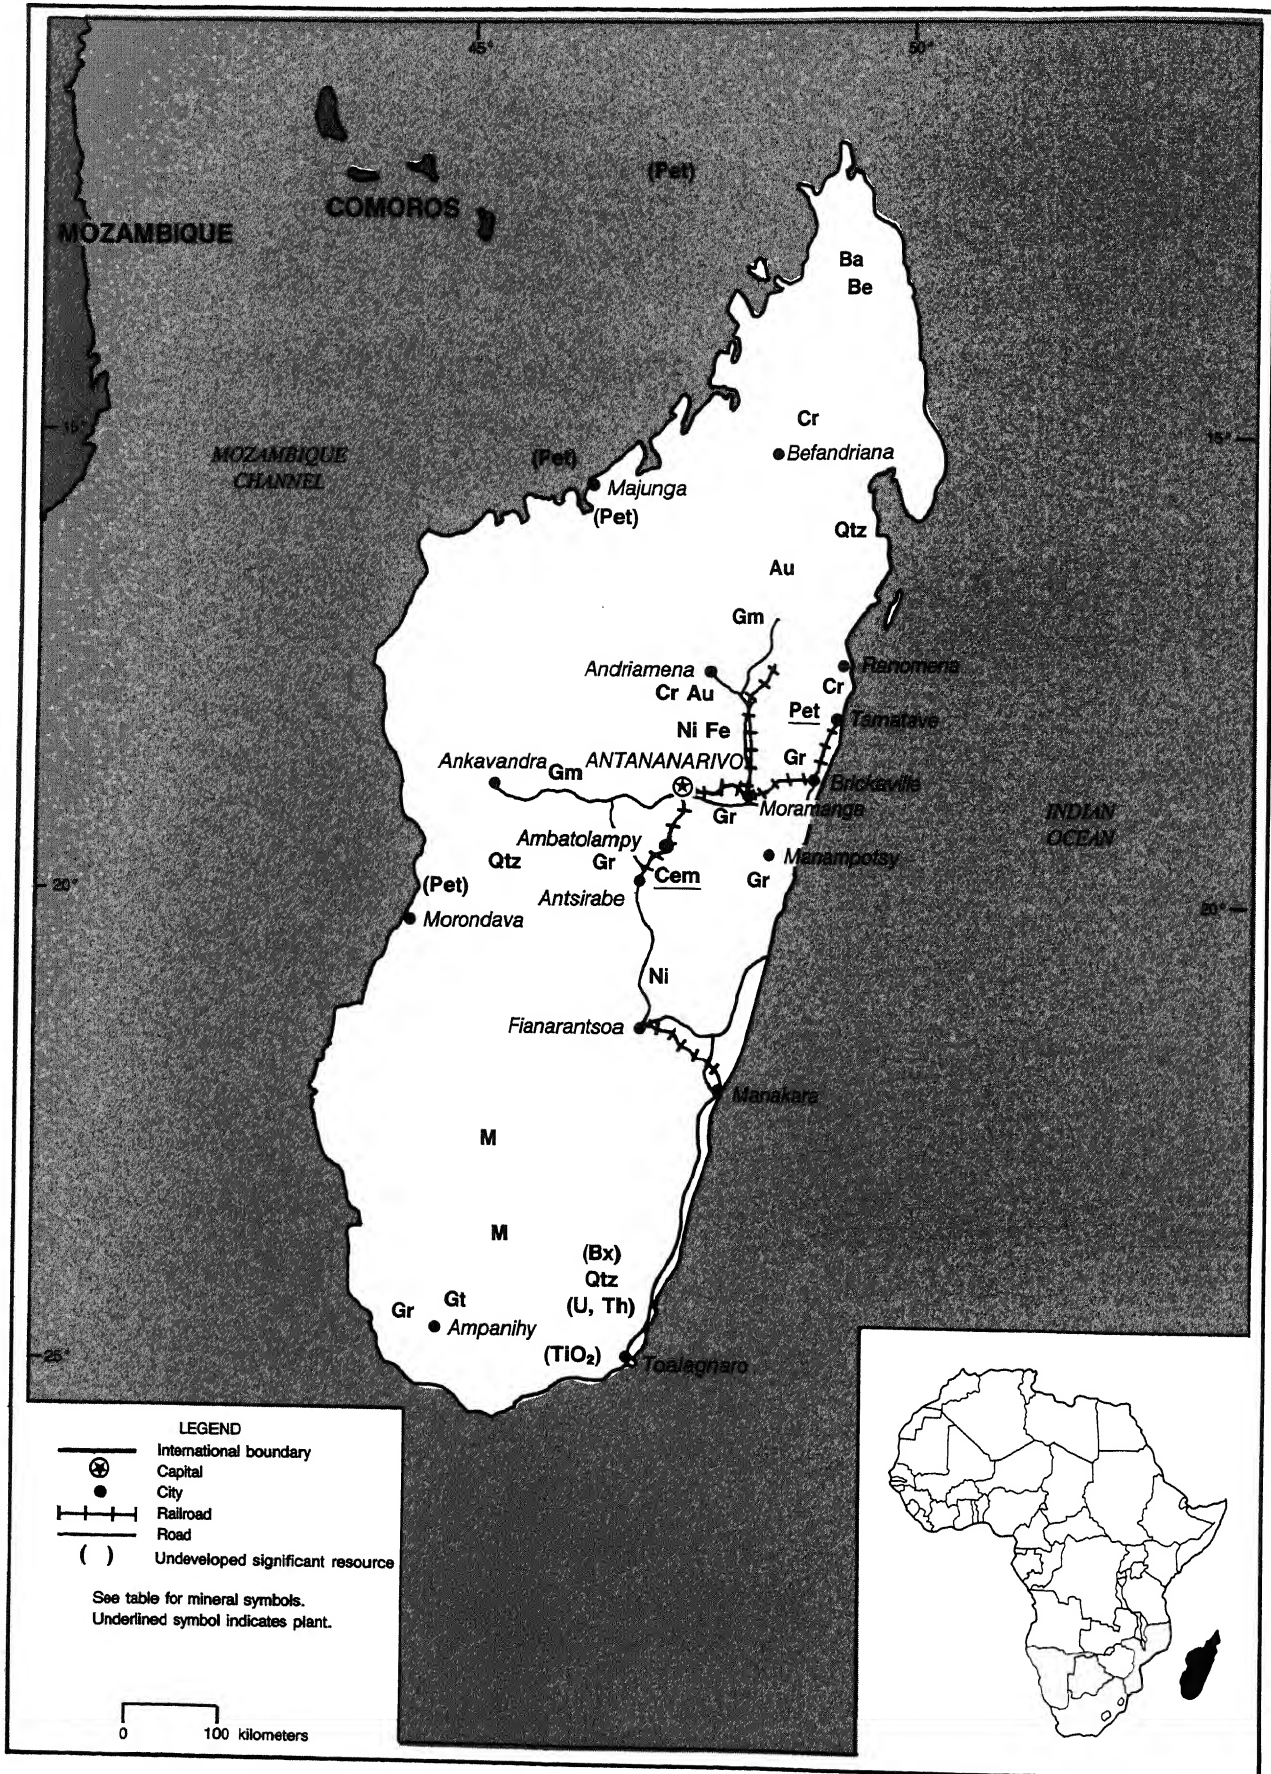 45°
50°
(Pet)
COMOROS
MOZAMBIQUE
Ba
Be
Cr
15°
15°
Befandriana
MOZAMBIQUE
CHANNEL
(Pet)
Majunga
(Pet)
Qtz
Au
Gm
Andriamena
Ranomena
Cr Au
Cr
Pet
Tamatave
Ni Fe
Ankavandra
ANTANANARIVO
Gm
Gr
Brickaville
Moramanga
Gr
INDIAN
OCEAN
Ambatolampy
Qtz
Gr
Manampotsy
Cem
Gr
20°
(Pet)
Antsirabe
20°
Morondava
Ni
Fianarantsoa
Manakara
M
M
(Bx)
Qtz
(U, Th)
Gt
Gr
Ampanihy
(TiO₂)
Toalagnaro
25°
LEGEND
International boundary
Capital
City
Railroad
Road
( ) Undeveloped significant resource
See table for mineral symbols.
Underlined symbol indicates plant.
0 100 kilometers